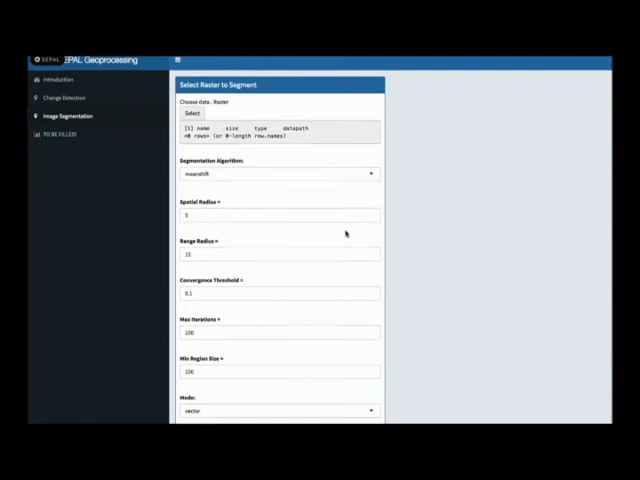 SEPAL EPAL Geoprocessing
Introduction
Change Detection
Image Segmentation
TO BE FILLED!
Select Raster to Segment
Choose data : Raster
Select
[1] name size type datapath
<0 rows> (or 0-length row.names)
Segmentation Algorithm:
meanshift
Spatial Radius =
5
Range Radius =
15
Convergence Threshold =
0.1
Max Iterations =
100
Min Region Size =
100
Mode:
vector